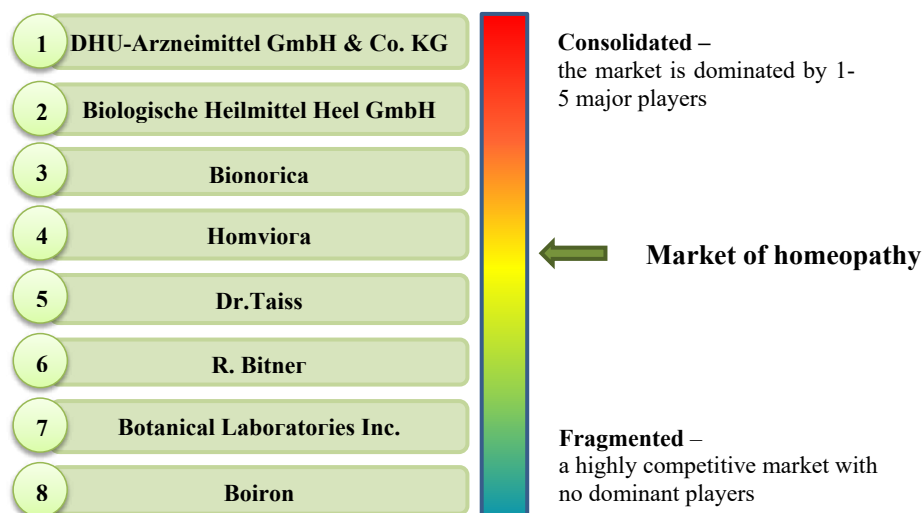 1 DHU-Arzneimittel GmbH & Co. KG
2 Biologische Heilmittel Heel GmbH
3 Bionorica
4 Homviora
5 Dr.Taiss
6 R. Bitner
7 Botanical Laboratories Inc.
8 Boiron
Consolidated –
the market is dominated by 1-
5 major players
Market of homeopathy
Fragmented –
a highly competitive market with
no dominant players